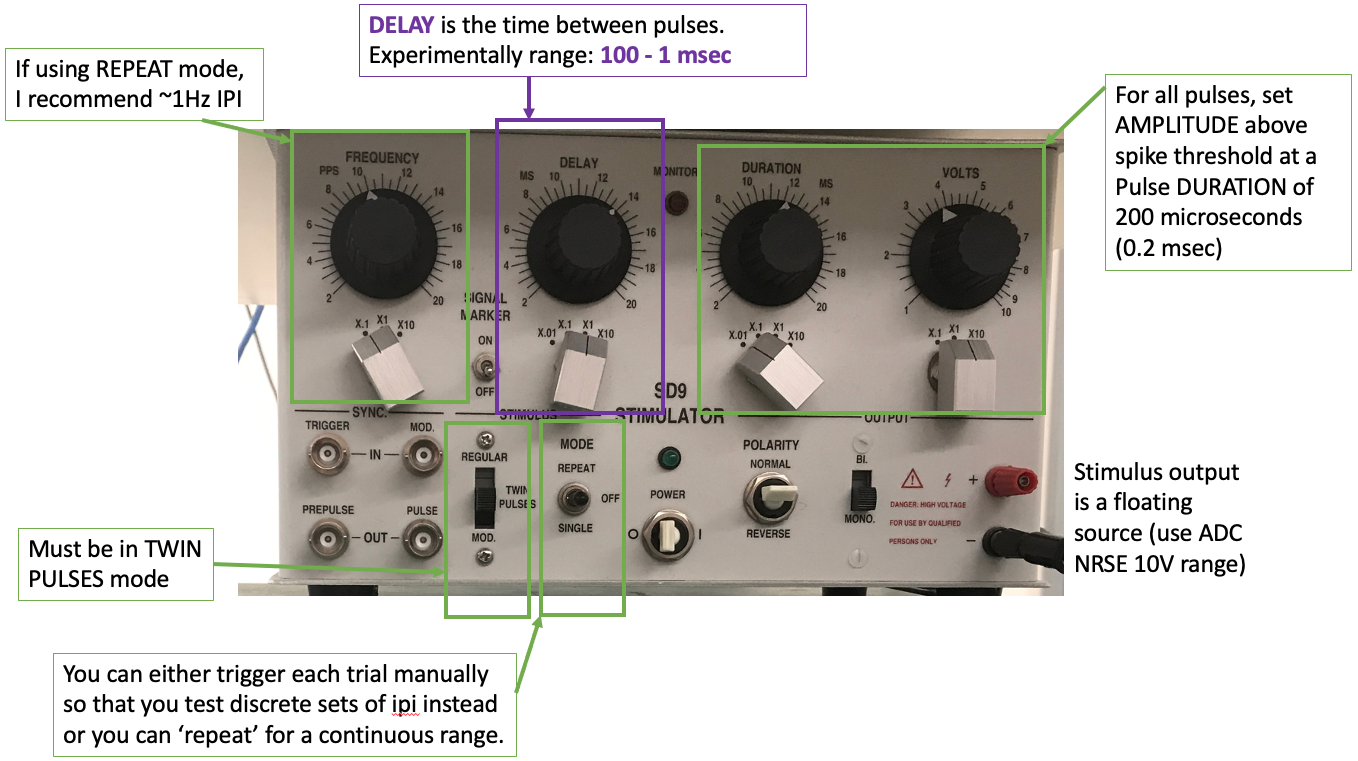 DELAY is the time between pulses.
Experimentally range: 100 - 1 msec
If using REPEAT mode,
I recommend ~1Hz IPI
For all pulses, set
AMPLITUDE above
spike threshold at a
Pulse DURATION of
200 microseconds
(0.2 msec)
FREQUENCY
PPS
2 4 6 8 10 12 14 16 18 20
X.1 X1 X10
DELAY
MS
2 4 6 8 10 12 14 16 18 20
X.01 X.1 X1 X10
MONITOR
DURATION
MS
2 4 6 8 10 12 14 16 18 20
X.01 X.1 X1 X10
VOLTS
1 2 3 4 5 6 7 8 9 10
X.1 X1 X10
SIGNAL
MARKER
ON
OFF
SD9
STIMULATOR
SYNC.
TRIGGER
MOD.
IN
PREPULSE
PULSE
OUT
STIMULUS
REGULAR
TWIN
PULSES
MOD.
MODE
REPEAT
OFF
SINGLE
POWER
O I
POLARITY
NORMAL
REVERSE
OUTPUT
BI.
MONO.
+
DANGER: HIGH VOLTAGE
FOR USE BY QUALIFIED
PERSONS ONLY
–
Stimulus output
is a floating
source (use ADC
NRSE 10V range)
Must be in TWIN
PULSES mode
You can either trigger each trial manually
so that you test discrete sets of ipi instead
or you can ‘repeat’ for a continuous range.